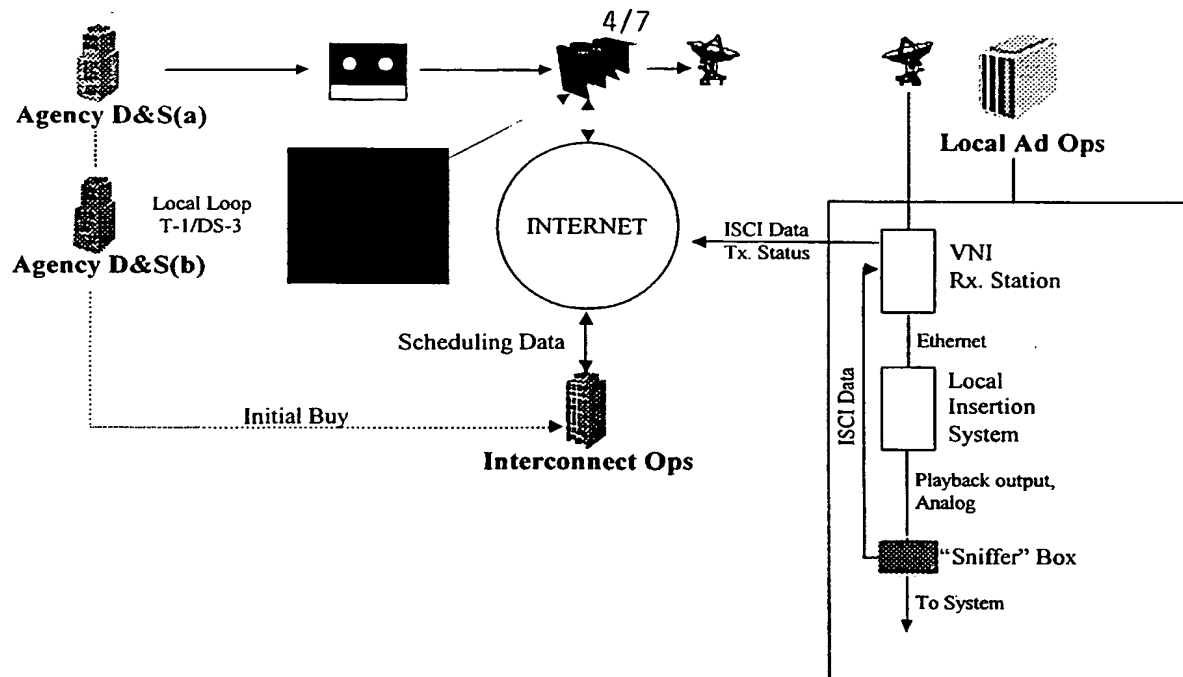 4/7
Agency D&S(a)
Local Ad Ops
Local Loop
T-1/DS-3
INTERNET
ISCI Data
Tx. Status
VNI
Rx. Station
Agency D&S(b)
Ethernet
Scheduling Data
ISCI Data
Local
Insertion
System
Initial Buy
Interconnect Ops
Playback output,
Analog
"Sniffer" Box
To System